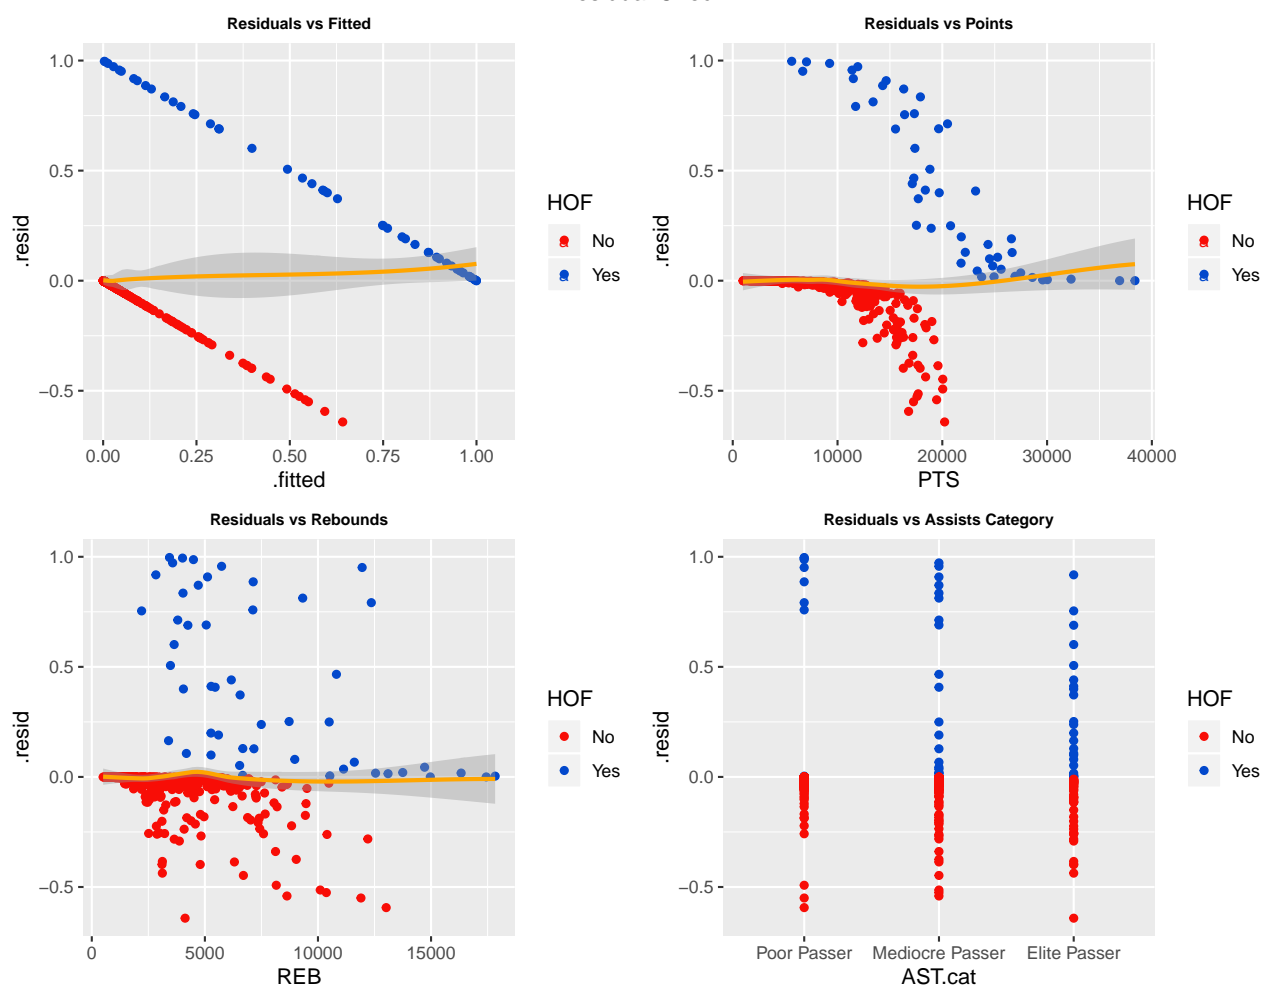 Residuals vs Fitted
1.0
0.5
0.0
−0.5
.resid
0.00 0.25 0.50 0.75 1.00
.fitted
HOF
No
Yes
Residuals vs Points
1.0
0.5
0.0
−0.5
.resid
0 10000 20000 30000 40000
PTS
HOF
No
Yes
Residuals vs Rebounds
1.0
0.5
0.0
−0.5
.resid
0 5000 10000 15000
REB
HOF
No
Yes
Residuals vs Assists Category
1.0
0.5
0.0
−0.5
.resid
Poor Passer Mediocre Passer Elite Passer
AST.cat
HOF
No
Yes